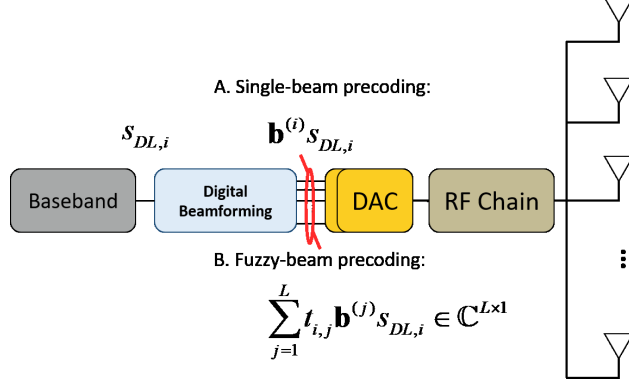 A. Single-beam precoding:
s_{DL,i}
b^{(i)}s_{DL,i}
Baseband
Digital
Beamforming
DAC
RF Chain
B. Fuzzy-beam precoding:
\sum_{j=1}^{L} t_{i,j} b^{(j)} s_{DL,i} ∈ ℂ^{L×1}